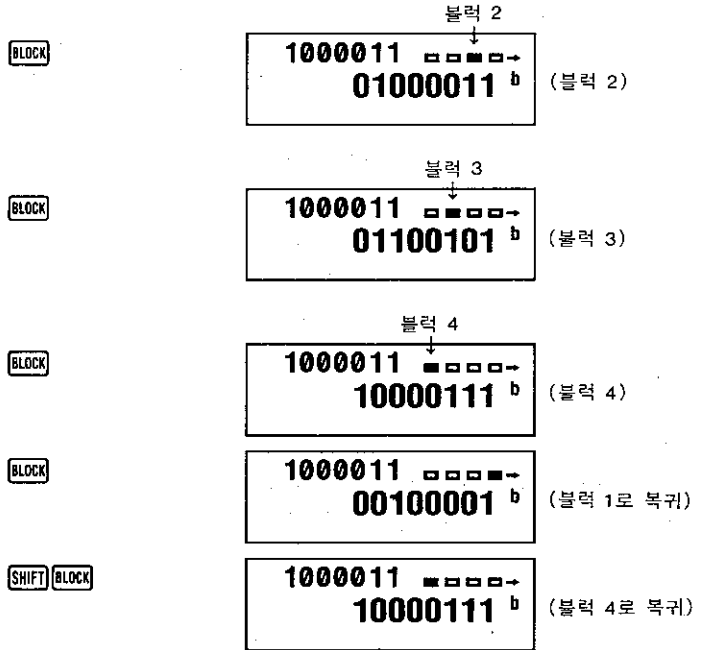 블럭 2
BLOCK
1000011
01000011 b
(블럭 2)
블럭 3
BLOCK
1000011
01100101 b
(블럭 3)
블럭 4
BLOCK
1000011
10000111 b
(블럭 4)
BLOCK
1000011
00100001 b
(블럭 1로 복귀)
SHIFT BLOCK
1000011
10000111 b
(블럭 4로 복귀)